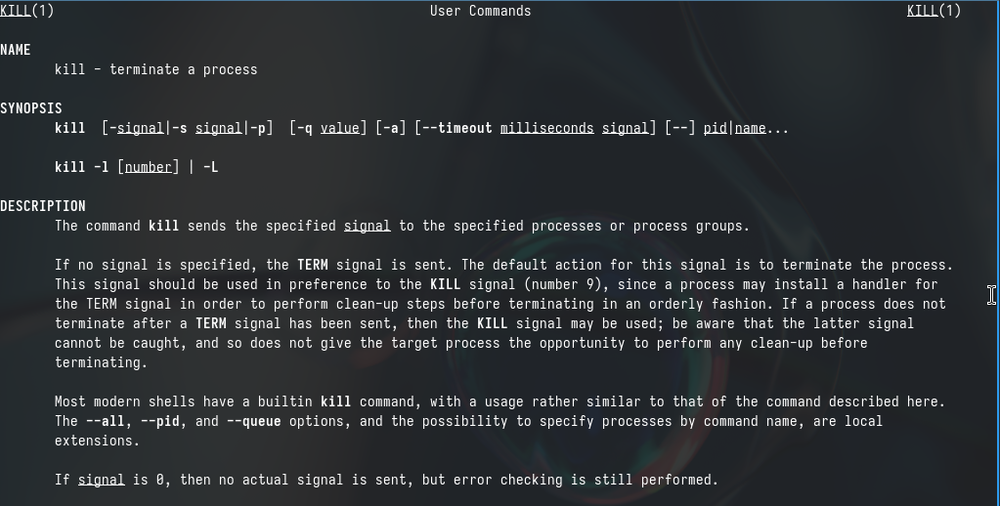 KILL(1) User Commands KILL(1)
NAME
kill - terminate a process
SYNOPSIS
kill [-signal|-s signal|-p] [-q value] [-a] [--timeout milliseconds signal] [--] pid|name...
kill -l [number] | -L
DESCRIPTION
The command kill sends the specified signal to the specified processes or process groups.
If no signal is specified, the TERM signal is sent. The default action for this signal is to terminate the process.
This signal should be used in preference to the KILL signal (number 9), since a process may install a handler for
the TERM signal in order to perform clean-up steps before terminating in an orderly fashion. If a process does not
terminate after a TERM signal has been sent, then the KILL signal may be used; be aware that the latter signal
cannot be caught, and so does not give the target process the opportunity to perform any clean-up before
terminating.
Most modern shells have a builtin kill command, with a usage rather similar to that of the command described here.
The --all, --pid, and --queue options, and the possibility to specify processes by command name, are local
extensions.
If signal is 0, then no actual signal is sent, but error checking is still performed.